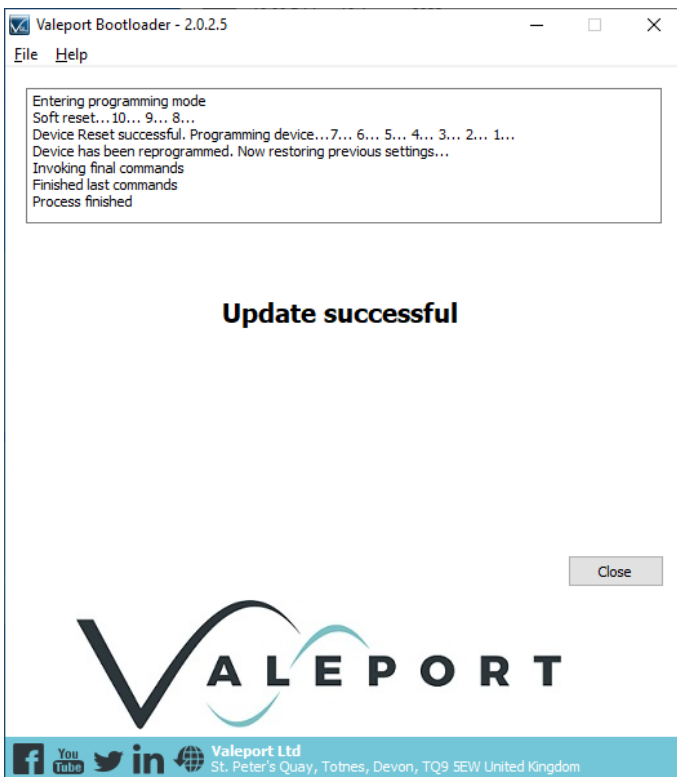 Valeport Bootloader - 2.0.2.5
File Help
Entering programming mode
Soft reset...10... 9... 8...
Device Reset successful. Programming device...7... 6... 5... 4... 3... 2... 1...
Device has been reprogrammed. Now restoring previous settings...
Invoking final commands
Finished last commands
Process finished
Update successful
Close
VALEPORT
You
Tube
Valeport Ltd
St. Peter's Quay, Totnes, Devon, TQ9 5EW United Kingdom